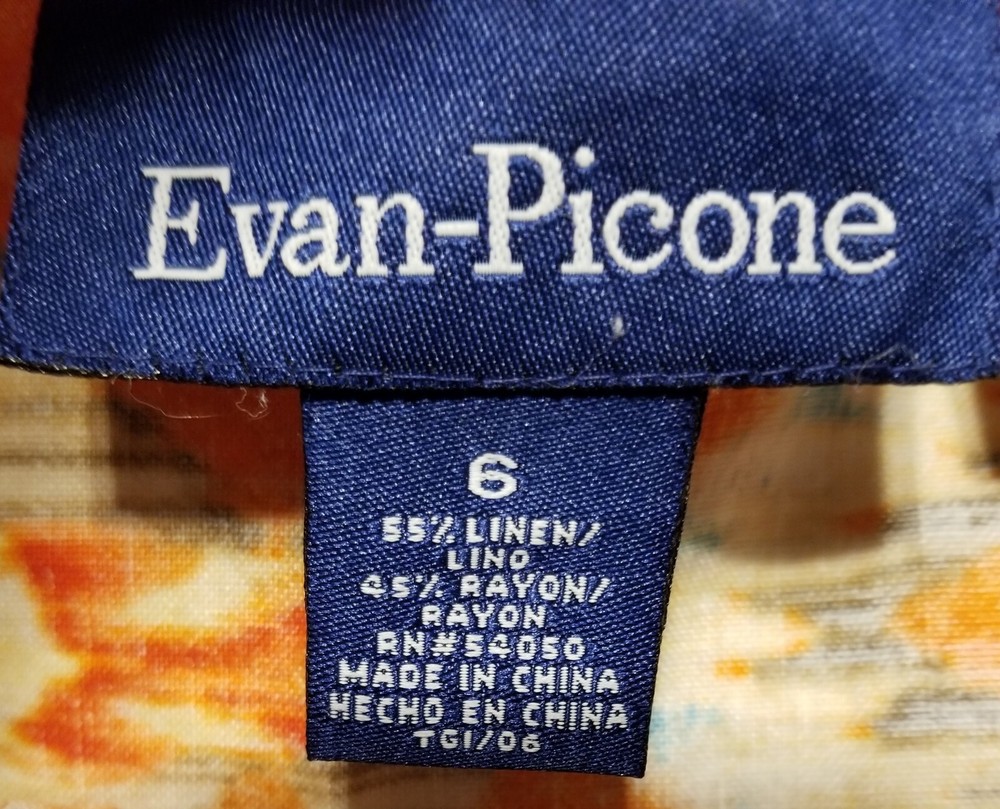 Evan-Picone
6
55% LINEN/
LINO
45% RAYON/
RAYON
RN#54050
MADE IN CHINA
HECHO EN CHINA
TGI/06